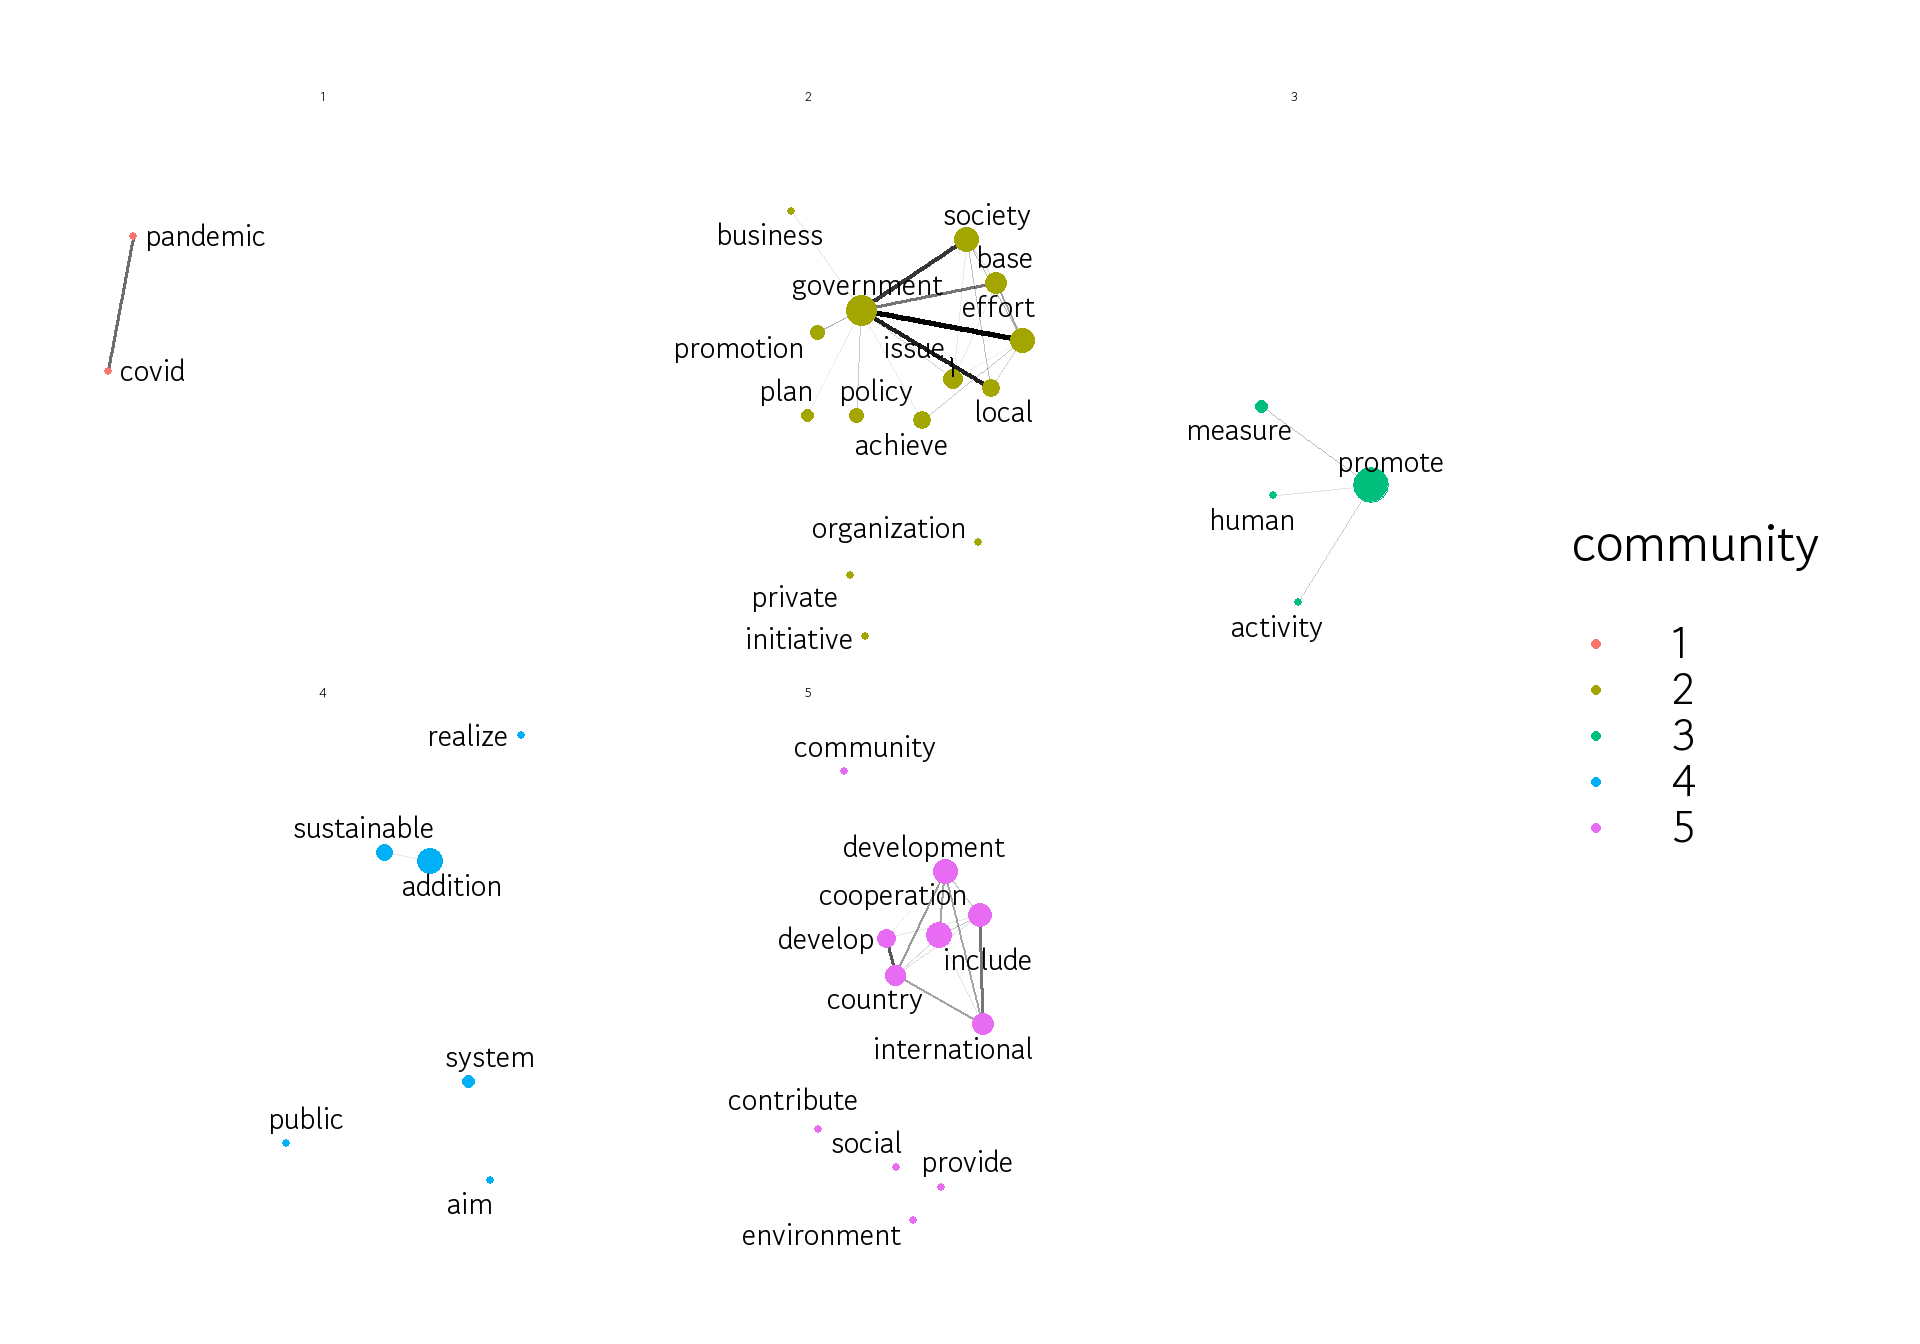 1
2
3
pandemic
covid
society
business
base
government
effort
promotion
issue
plan
policy
local
achieve
measure
promote
human
activity
organization
private
initiative
community
1
2
3
4
5
4
5
realize
sustainable
addition
system
public
aim
community
development
cooperation
develop
include
country
international
contribute
social
provide
environment